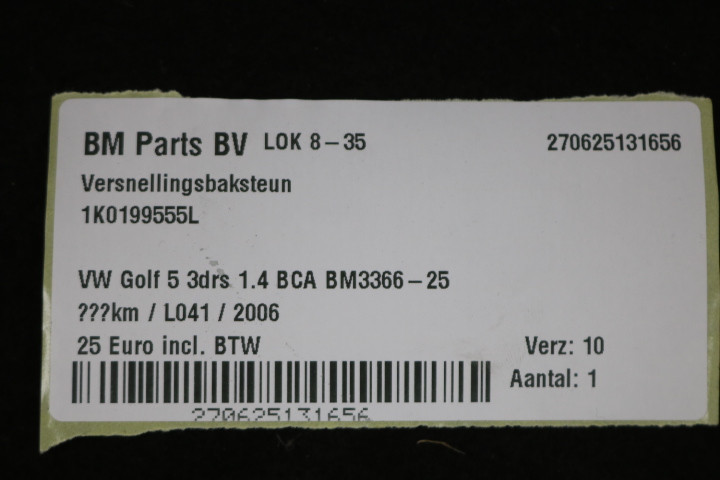 BM Parts BV LOK 8-35 270625131656
Versnellingsbaksteun
1K0199555L
VW Golf 5 3drs 1.4 BCA BM3366-25
???km / L041 / 2006
25 Euro incl. BTW Verz: 10
Aantal: 1
270625131656